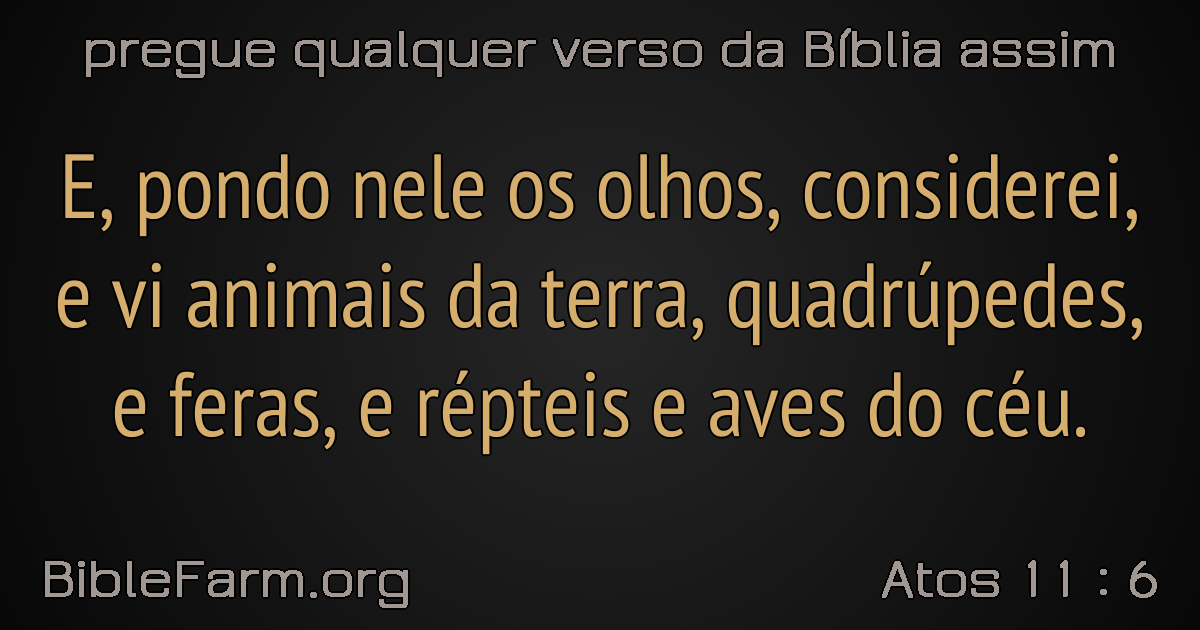 pregue qualquer verso da Bíblia assim
E, pondo nele os olhos, considerei,
e vi animais da terra, quadrúpedes,
e feras, e répteis e aves do céu.
BibleFarm.org
Atos 11 : 6